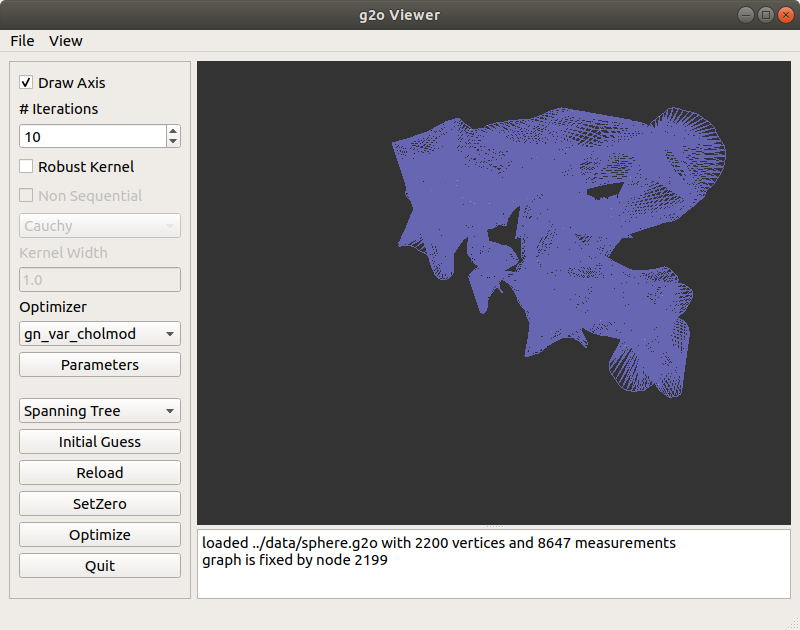 g2o Viewer
File View
Draw Axis
# Iterations
10
Robust Kernel
Non Sequential
Cauchy
Kernel Width
1.0
Optimizer
gn_var_cholmod
Parameters
Spanning Tree
Initial Guess
Reload
SetZero
Optimize
Quit
loaded ../data/sphere.g2o with 2200 vertices and 8647 measurements
graph is fixed by node 2199